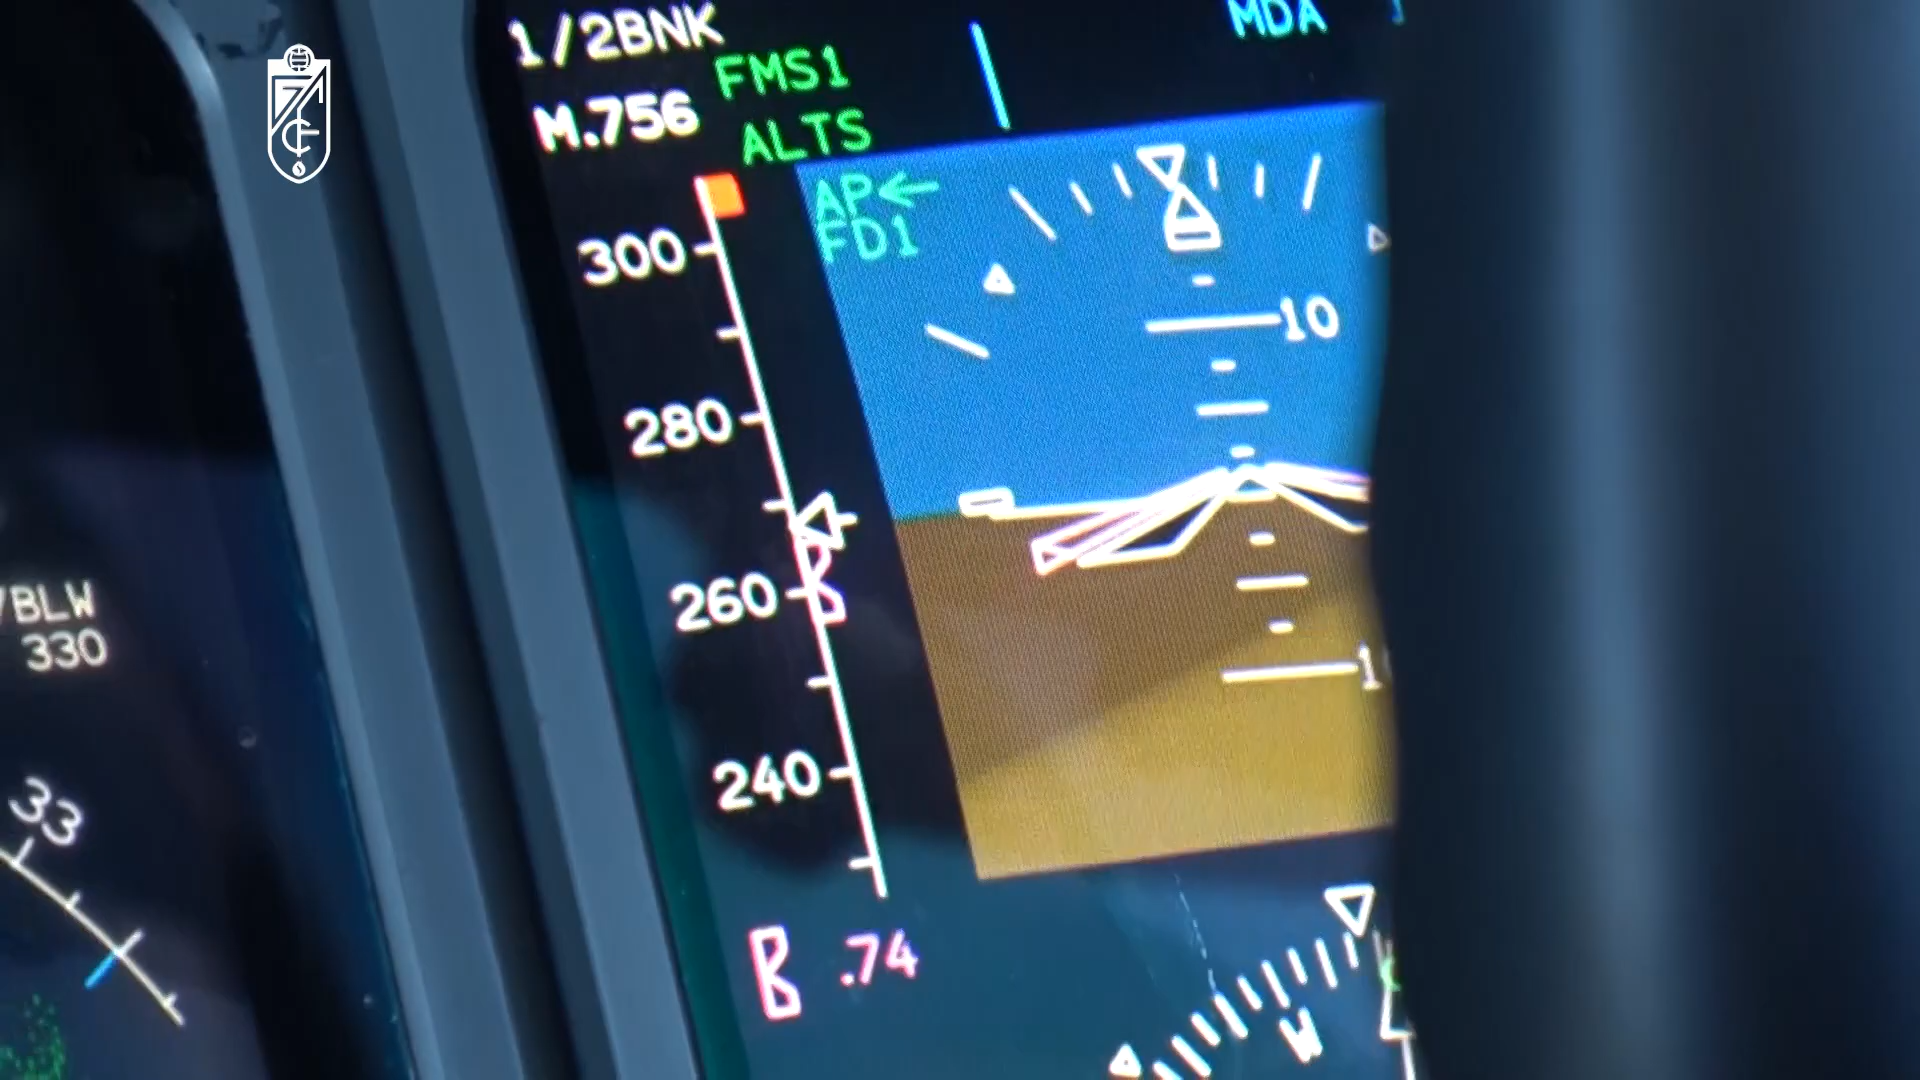 1/2BNK
MDA
FMS1
M.756
ALTS
AP←
FD1
300
10
280
260
/BLW
330
240
33
.74
W